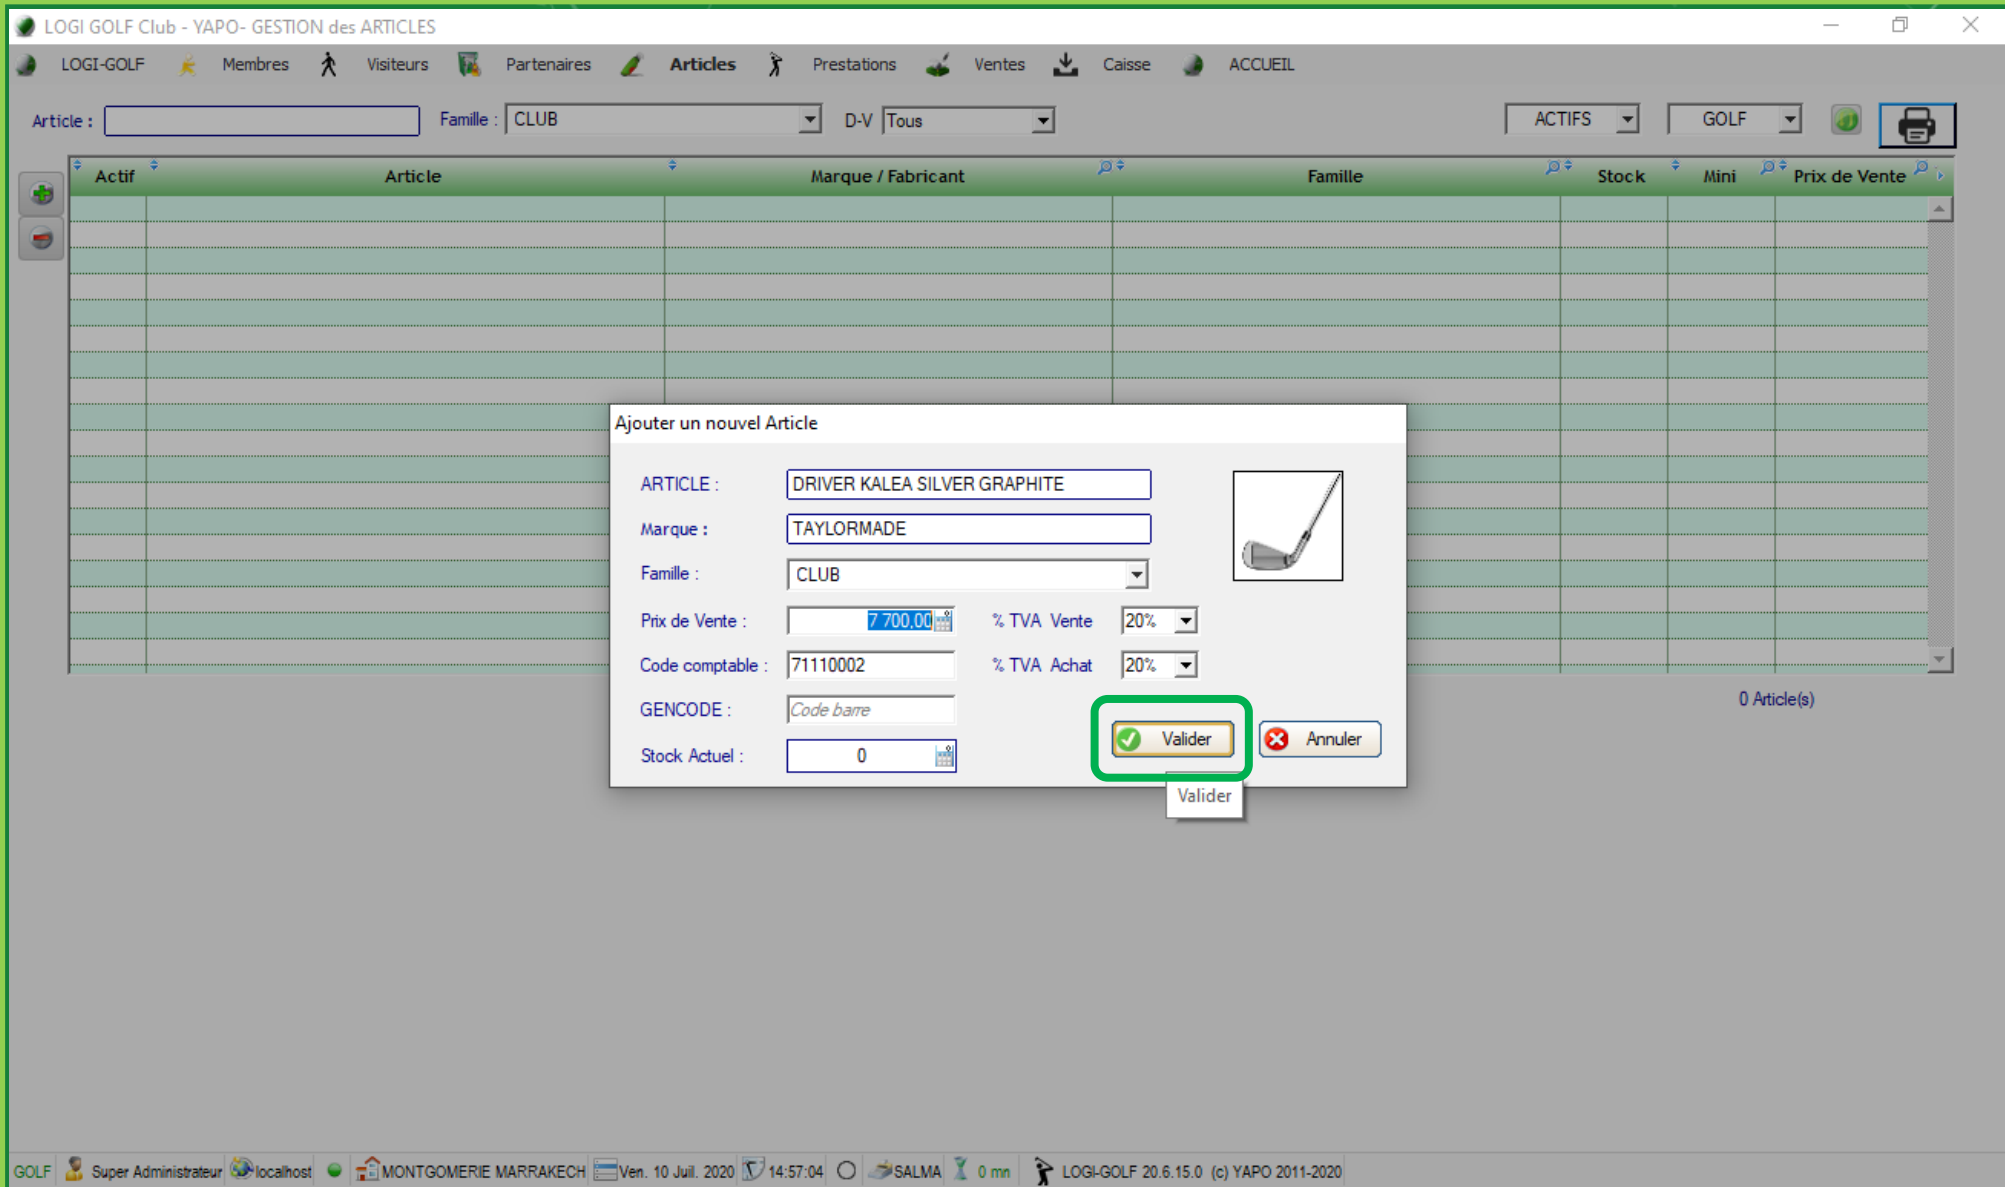 LOGI GOLF Club - YAPO- GESTION des ARTICLES
LOGI-GOLF Membres Visiteurs Partenaires Articles Prestations Ventes Caisse ACCUEIL
Article : Famille : CLUB D-V Tous ACTIFS GOLF
Actif Article Marque / Fabricant Famille Stock Mini Prix de Vente
Ajouter un nouvel Article
ARTICLE : DRIVER KALEA SILVER GRAPHITE
Marque : TAYLORMADE
Famille : CLUB
Prix de Vente : 7 700,00 % TVA Vente 20%
Code comptable : 71110002 % TVA Achat 20%
GENCODE : Code barre
0 Article(s)
Valider Annuler
Stock Actuel : 0
Valider
GOLF Super Administrateur localhost MONTGOMERIE MARRAKECH Ven. 10 Juil. 2020 14:57:04 SALMA 0 mn LOGI-GOLF 20.6.15.0 (c) YAPO 2011-2020